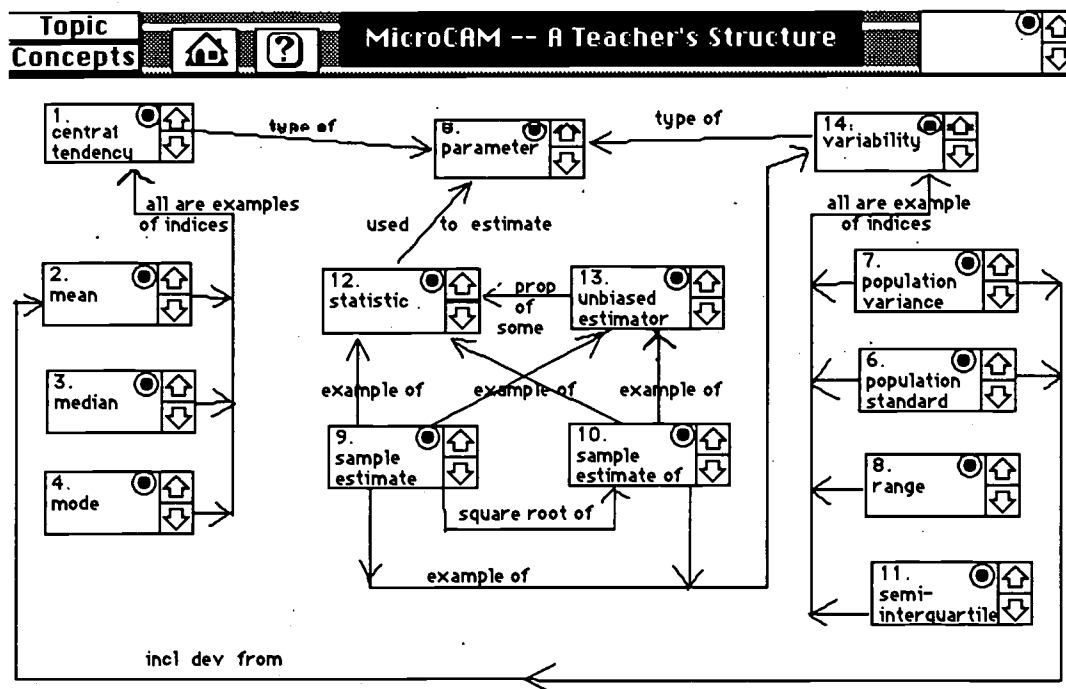 Topic
Concepts
?
MicroCAM -- A Teacher's Structure
1.
central
tendency
type of
parameter
type of
14.
variability
all are examples
of indices
used to estimate
all are example
of indices
2.
mean
12.
statistic
prop
of
some
13.
unbiased
estimator
7.
population
variance
3.
median
example of
example of
example of
6.
population
standard
4.
mode
9.
sample
estimate
10.
sample
estimate of
8.
range
square root of
example of
11.
semi-
interquartile
incl dev from